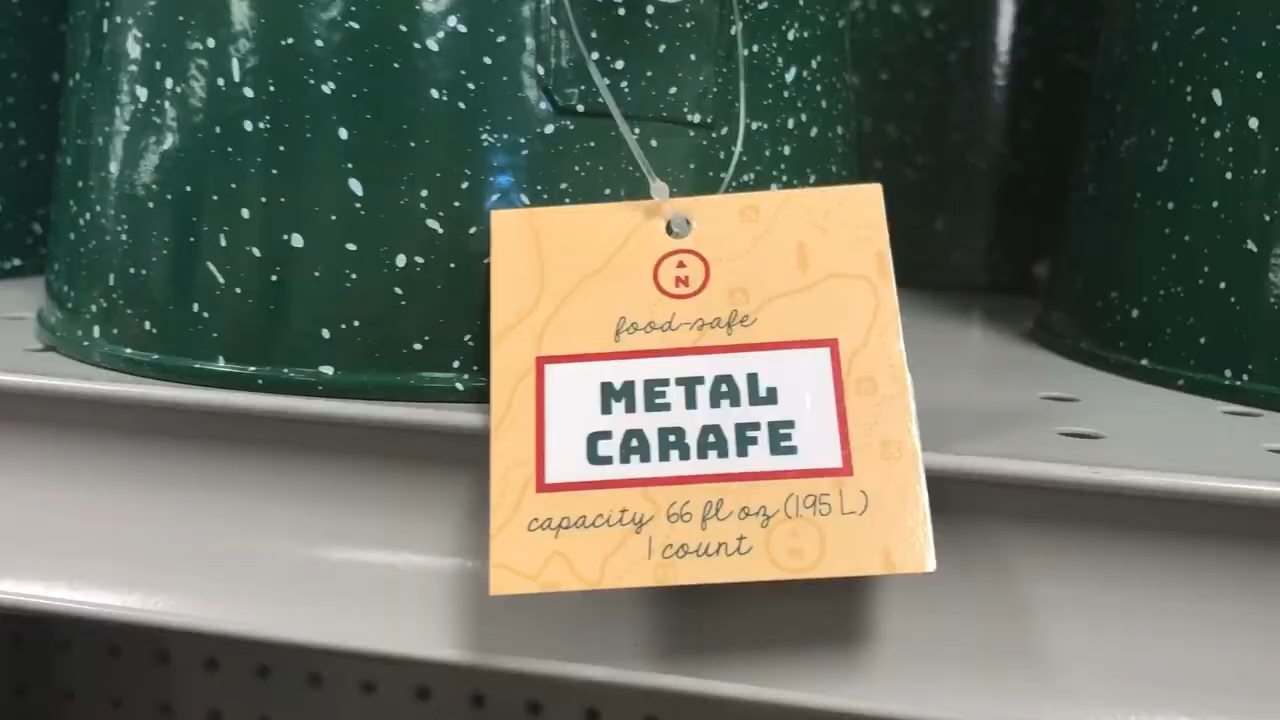 N
food-safe
METAL
CARAFE
capacity 66 fl oz (1.95 L)
1 count